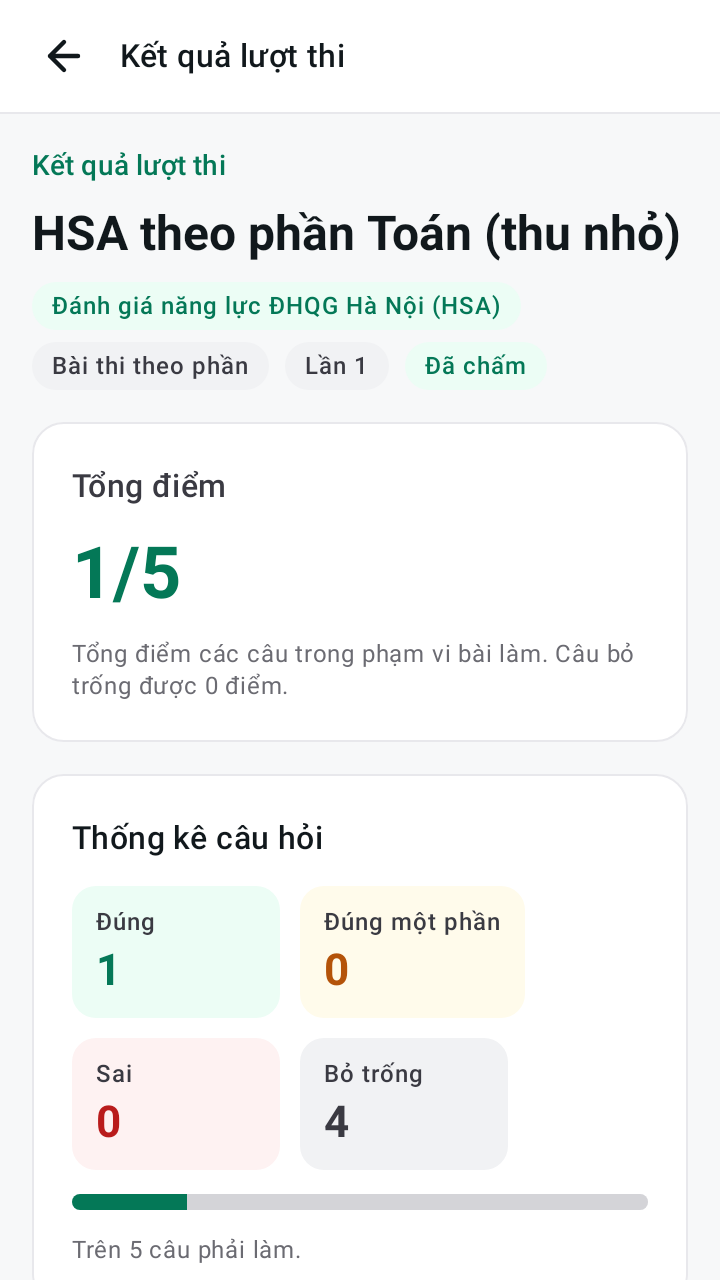 Kết quả lượt thi
Kết quả lượt thi
HSA theo phần Toán (thu nhỏ)
Đánh giá năng lực ĐHQG Hà Nội (HSA)
Bài thi theo phần
Lần 1
Đã chấm
Tổng điểm
1/5
Tổng điểm các câu trong phạm vi bài làm. Câu bỏ
trống được 0 điểm.
Thống kê câu hỏi
Đúng
1
Đúng một phần
0
Sai
0
Bỏ trống
4
Trên 5 câu phải làm.